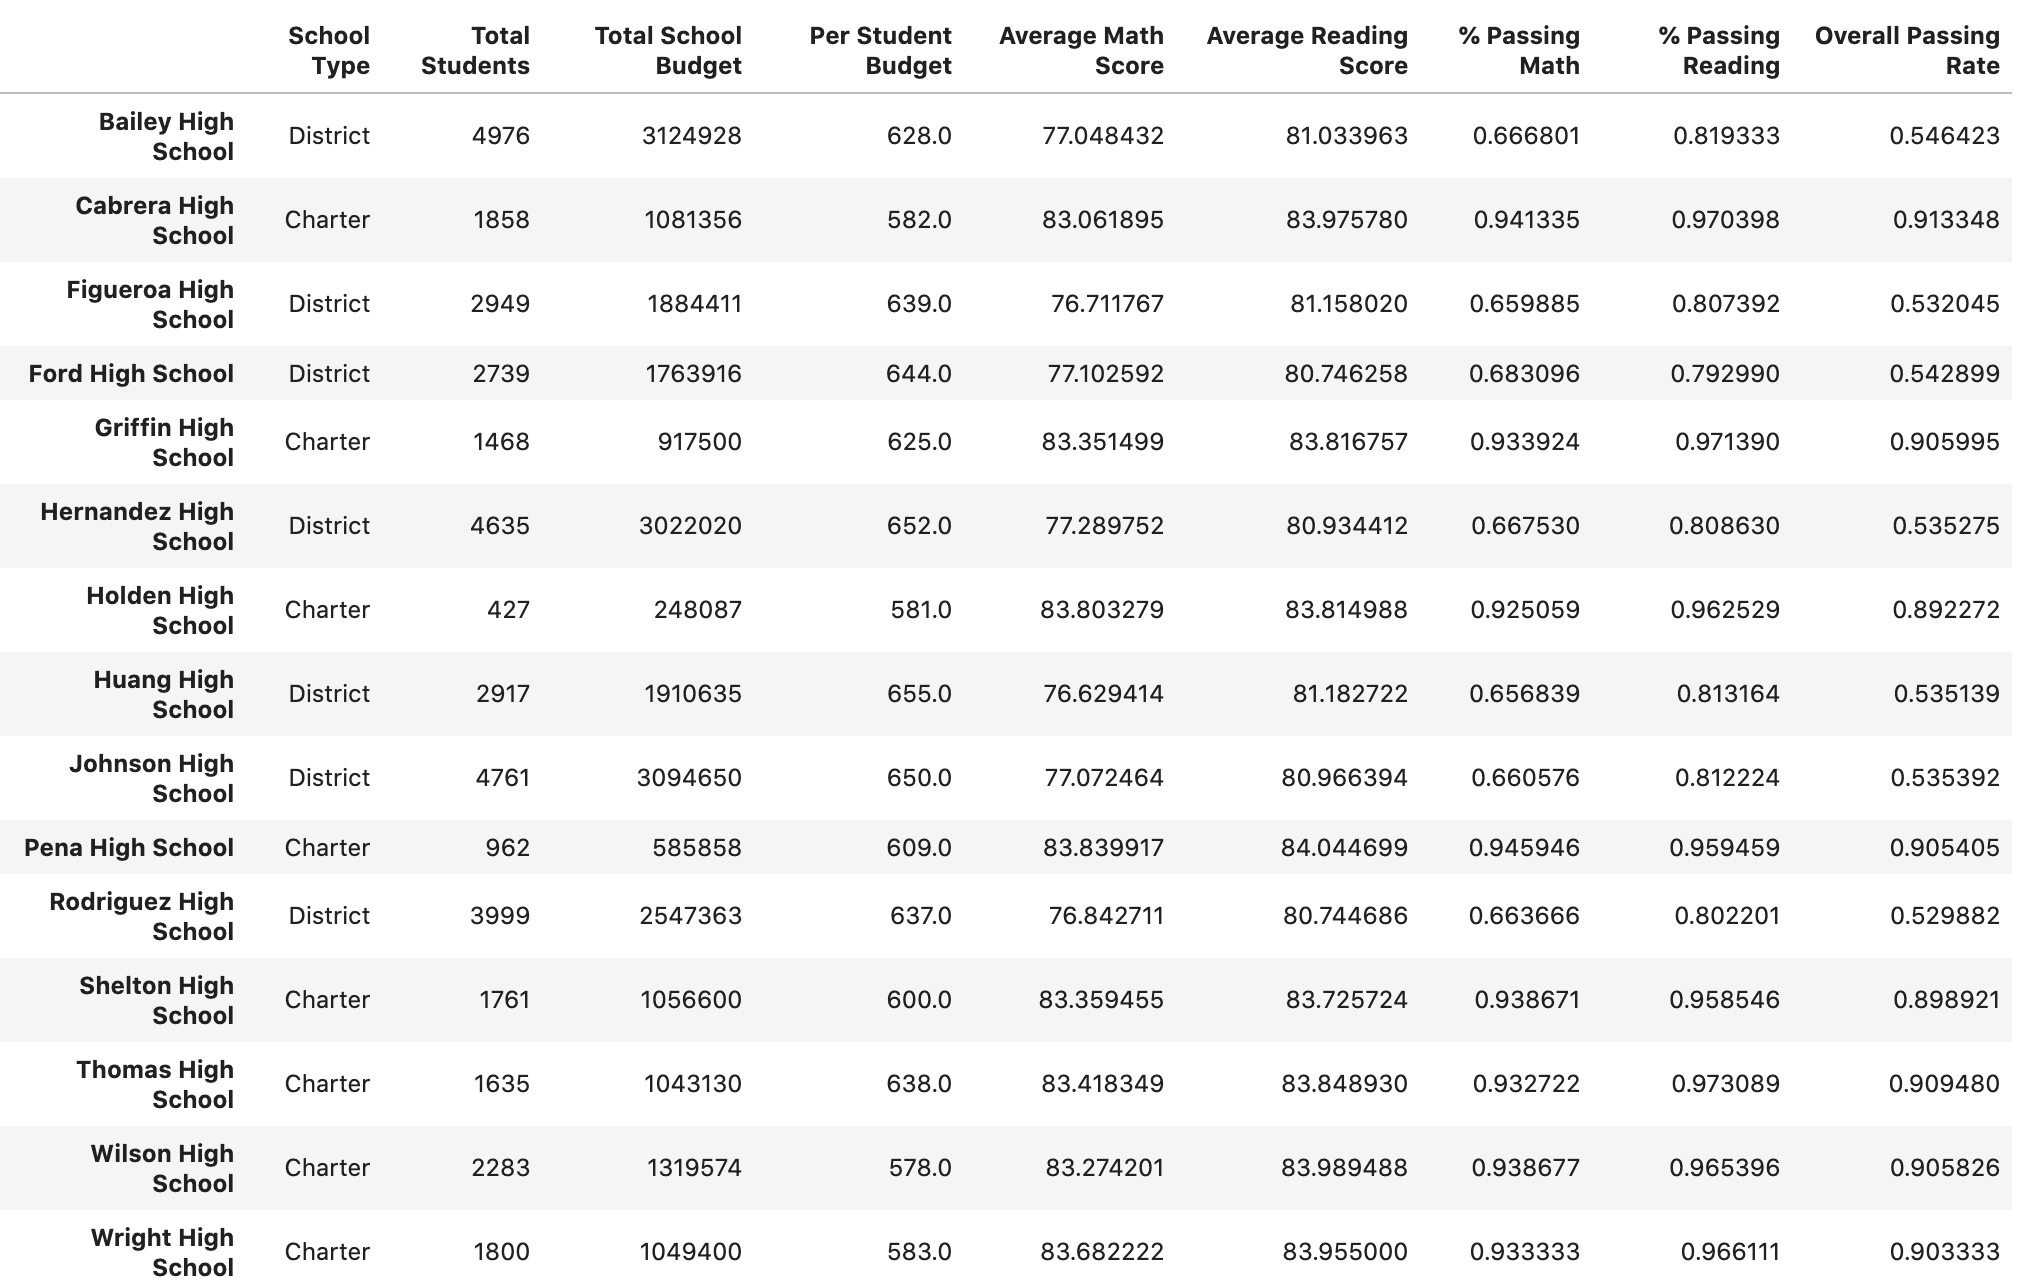 School Type Total Students Total School Budget Per Student Budget Average Math Score Average Reading Score % Passing Math % Passing Reading Overall Passing Rate
Bailey High School District 4976 3124928 628.0 77.048432 81.033963 0.666801 0.819333 0.546423
Cabrera High School Charter 1858 1081356 582.0 83.061895 83.975780 0.941335 0.970398 0.913348
Figueroa High School District 2949 1884411 639.0 76.711767 81.158020 0.659885 0.807392 0.532045
Ford High School District 2739 1763916 644.0 77.102592 80.746258 0.683096 0.792990 0.542899
Griffin High School Charter 1468 917500 625.0 83.351499 83.816757 0.933924 0.971390 0.905995
Hernandez High School District 4635 3022020 652.0 77.289752 80.934412 0.667530 0.808630 0.535275
Holden High School Charter 427 248087 581.0 83.803279 83.814988 0.925059 0.962529 0.892272
Huang High School District 2917 1910635 655.0 76.629414 81.182722 0.656839 0.813164 0.535139
Johnson High School District 4761 3094650 650.0 77.072464 80.966394 0.660576 0.812224 0.535392
Pena High School Charter 962 585858 609.0 83.839917 84.044699 0.945946 0.959459 0.905405
Rodriguez High School District 3999 2547363 637.0 76.842711 80.744686 0.663666 0.802201 0.529882
Shelton High School Charter 1761 1056600 600.0 83.359455 83.725724 0.938671 0.958546 0.898921
Thomas High School Charter 1635 1043130 638.0 83.418349 83.848930 0.932722 0.973089 0.909480
Wilson High School Charter 2283 1319574 578.0 83.274201 83.989488 0.938677 0.965396 0.905826
Wright High School Charter 1800 1049400 583.0 83.682222 83.955000 0.933333 0.966111 0.903333